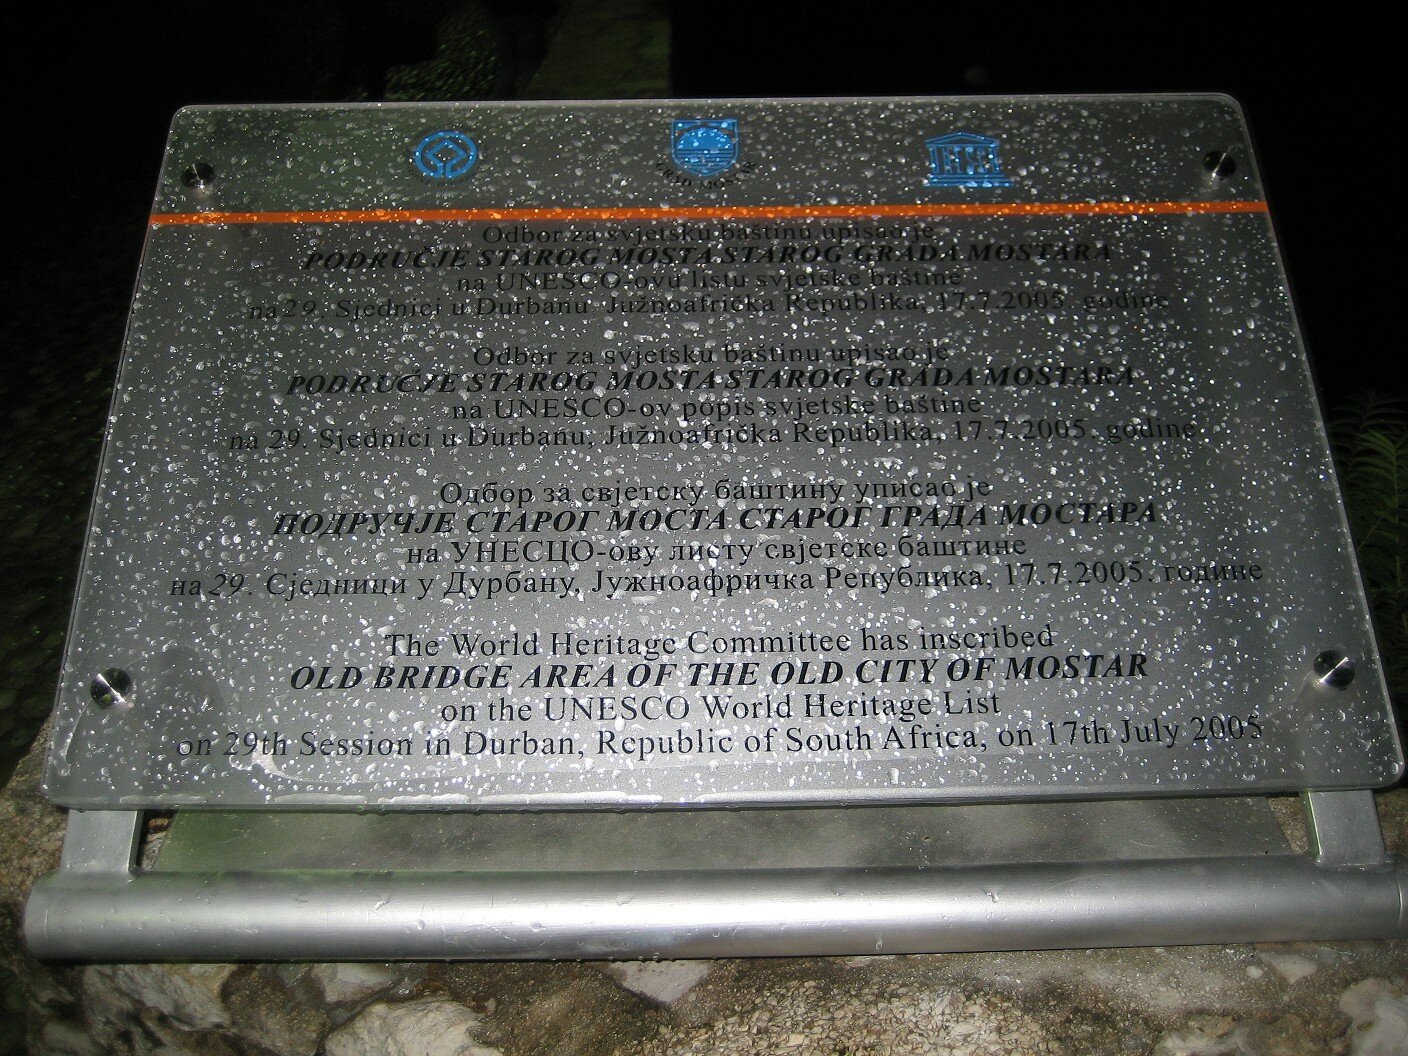 GRAD MOSTAR
Odbor za svjetsku baštinu upisao je
PODRUČJE STAROG MOSTA STAROG GRADA MOSTARA
na UNESCO-ovu listu svjetske baštine
na 29. Sjednici u Durbanu, Južnoafrička Republika, 17.7.2005. godine
Odbor za svjetsku baštinu upisao je
PODRUČJE STAROG MOSTA STAROG GRADA MOSTARA
na UNESCO-ov popis svjetske baštine
na 29. Sjednici u Durbanu, Južnoafrička Republika, 17.7.2005. godine
Одбор за свјетску баштину уписао је
ПОДРУЧЈЕ СТАРОГ МОСТА СТАРОГ ГРАДА МОСТАРА
на УНЕСЦО-ову листу свјетске баштине
на 29. Сједници у Дурбану, Јужноафричка Република, 17.7.2005. године
The World Heritage Committee has inscribed
OLD BRIDGE AREA OF THE OLD CITY OF MOSTAR
on the UNESCO World Heritage List
on 29th Session in Durban, Republic of South Africa, on 17th July 2005